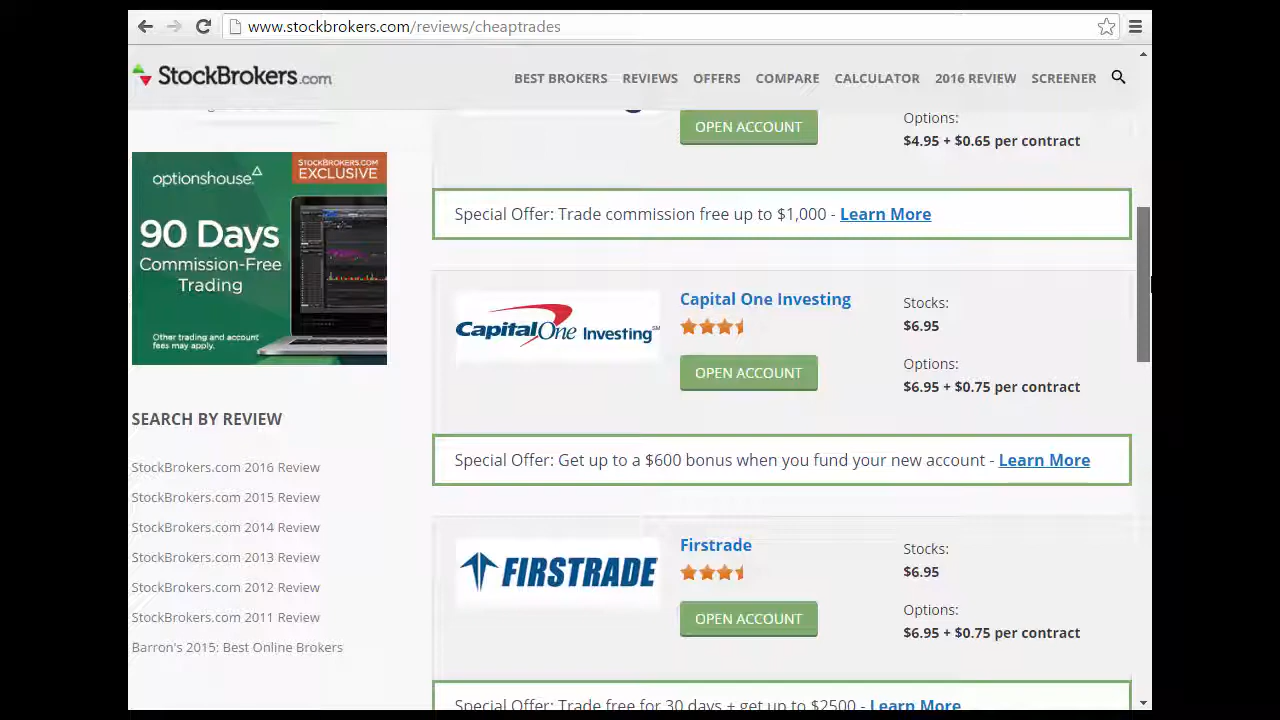 www.stockbrokers.com/reviews/cheaptrades
StockBrokers.com
BEST BROKERS REVIEWS OFFERS COMPARE CALCULATOR 2016 REVIEW SCREENER
OPEN ACCOUNT
Options:
$4.95 + $0.65 per contract
optionshouse
STOCKBROKERS.COM
EXCLUSIVE
90 Days
Commission-Free
Trading
Other trading and account
fees may apply.
Special Offer: Trade commission free up to $1,000 - Learn More
CapitalOne Investing℠
Capital One Investing
OPEN ACCOUNT
Stocks:
$6.95
Options:
$6.95 + $0.75 per contract
Special Offer: Get up to a $600 bonus when you fund your new account - Learn More
SEARCH BY REVIEW
StockBrokers.com 2016 Review
StockBrokers.com 2015 Review
StockBrokers.com 2014 Review
StockBrokers.com 2013 Review
StockBrokers.com 2012 Review
StockBrokers.com 2011 Review
Barron's 2015: Best Online Brokers
FIRSTRADE
Firstrade
OPEN ACCOUNT
Stocks:
$6.95
Options:
$6.95 + $0.75 per contract
Special Offer: Trade free for 30 days + get up to $2500 - Learn More